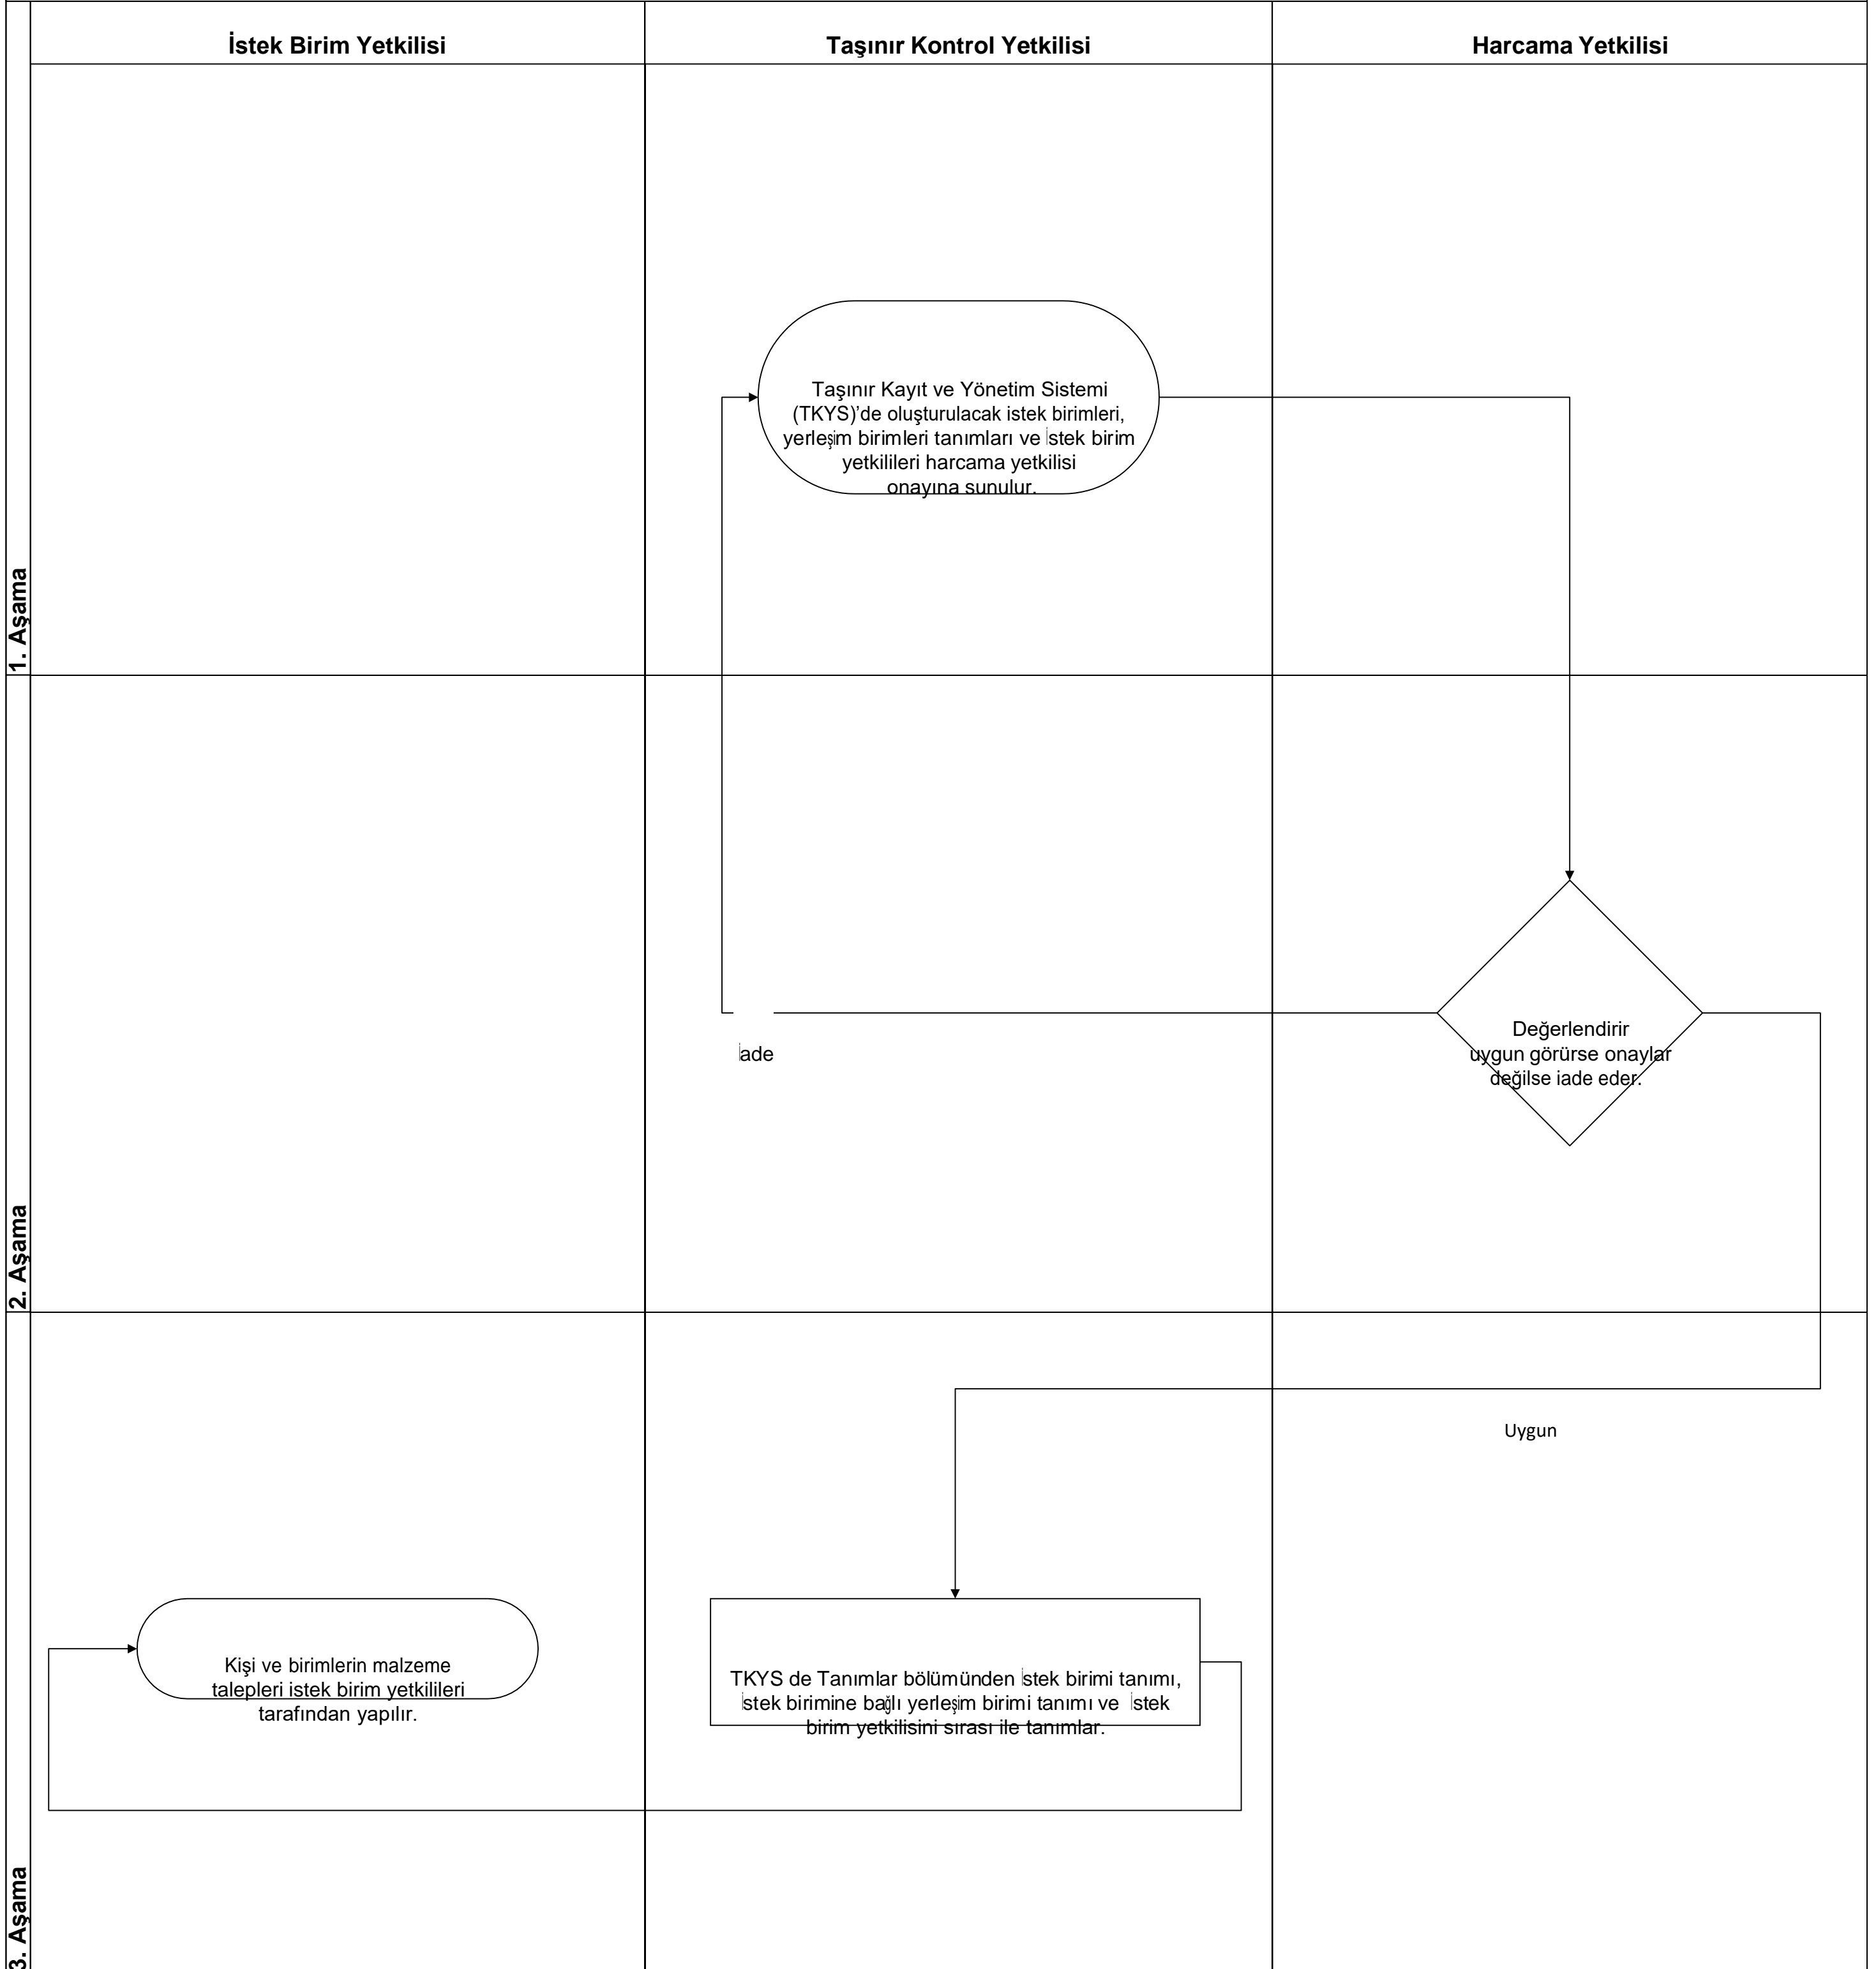 İstek Birim Yetkilisi
Taşınır Kontrol Yetkilisi
Harcama Yetkilisi
1. Aşama
Taşınır Kayıt ve Yönetim Sistemi
(TKYS)’de oluşturulacak istek birimleri,
yerleşim birimleri tanımları ve İstek birim
yetkilileri harcama yetkilisi
onayına sunulur.
2. Aşama
İade
Değerlendirir
uygun görürse onaylar
değilse iade eder.
3. Aşama
Uygun
Kişi ve birimlerin malzeme
talepleri istek birim yetkilileri
tarafından yapılır.
TKYS de Tanımlar bölümünden İstek birimi tanımı,
İstek birimine bağlı yerleşim birimi tanımı ve İstek
birim yetkilisini sırası ile tanımlar.